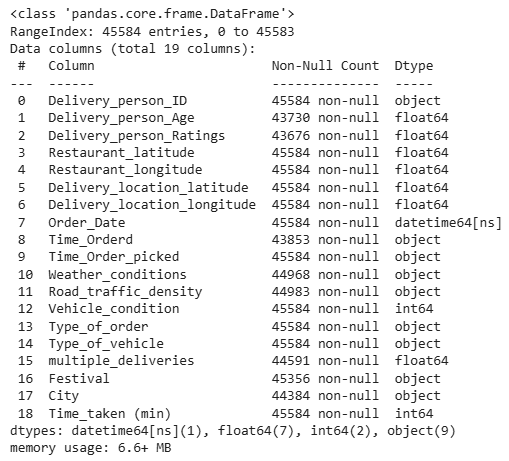 <class 'pandas.core.frame.DataFrame'>
RangeIndex: 45584 entries, 0 to 45583
Data columns (total 19 columns):
 #   Column                       Non-Null Count  Dtype
---  ------                       --------------  -----
 0   Delivery_person_ID           45584 non-null  object
 1   Delivery_person_Age          43730 non-null  float64
 2   Delivery_person_Ratings      43676 non-null  float64
 3   Restaurant_latitude          45584 non-null  float64
 4   Restaurant_longitude         45584 non-null  float64
 5   Delivery_location_latitude   45584 non-null  float64
 6   Delivery_location_longitude  45584 non-null  float64
 7   Order_Date                   45584 non-null  datetime64[ns]
 8   Time_Orderd                  43853 non-null  object
 9   Time_Order_picked            45584 non-null  object
 10  Weather_conditions           44968 non-null  object
 11  Road_traffic_density         44983 non-null  object
 12  Vehicle_condition            45584 non-null  int64
 13  Type_of_order                45584 non-null  object
 14  Type_of_vehicle              45584 non-null  object
 15  multiple_deliveries          44591 non-null  float64
 16  Festival                     45356 non-null  object
 17  City                         44384 non-null  object
 18  Time_taken (min)             45584 non-null  int64
dtypes: datetime64[ns](1), float64(7), int64(2), object(9)
memory usage: 6.6+ MB